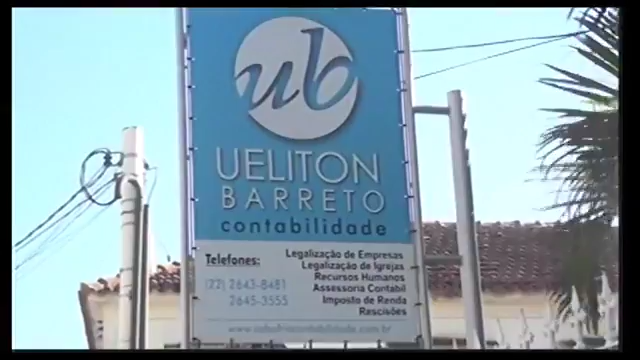 ub
UELITON
BARRETO
contabilidade
Telefones:
(22) 2643-8481
2645-3555
Legalização de Empresas
Legalização de Igrejas
Recursos Humanos
Assessoria Contabil
Imposto de Renda
Rescisões